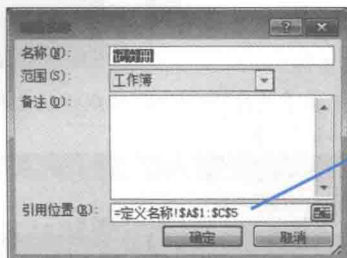 名称(N):
范围(S):
工作簿
备注(O):
引用位置(R): =定义名称!$A$1:$C$5
确定 取消